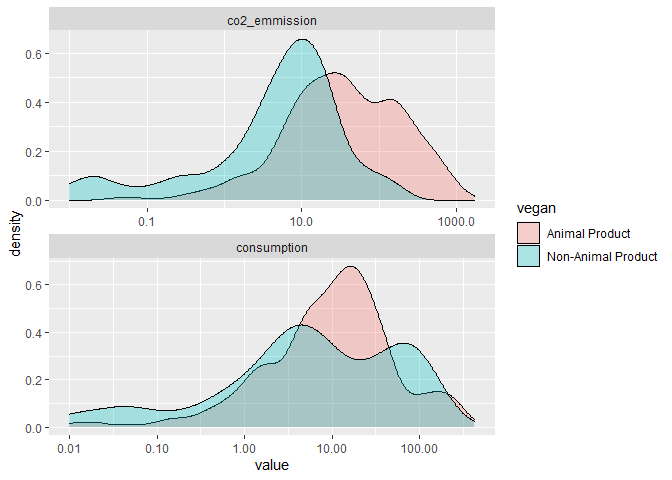 co2_emmission
0.6
0.4
0.2
0.0
0.1 10.0 1000.0
density
consumption
0.6
0.4
0.2
0.0
0.01 0.10 1.00 10.00 100.00
value
vegan
Animal Product
Non-Animal Product